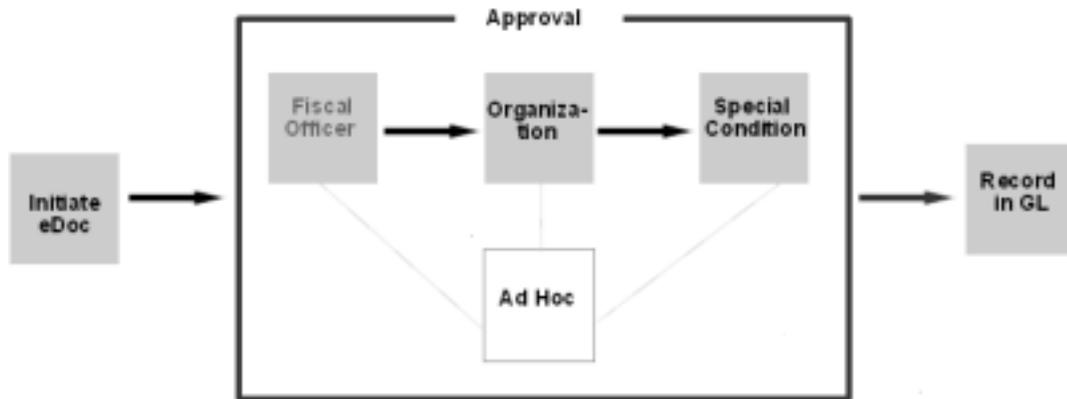 Approval
Fiscal
Officer
Organiza-
tion
Special
Condition
Initiate
eDoc
Record
in GL
Ad Hoc